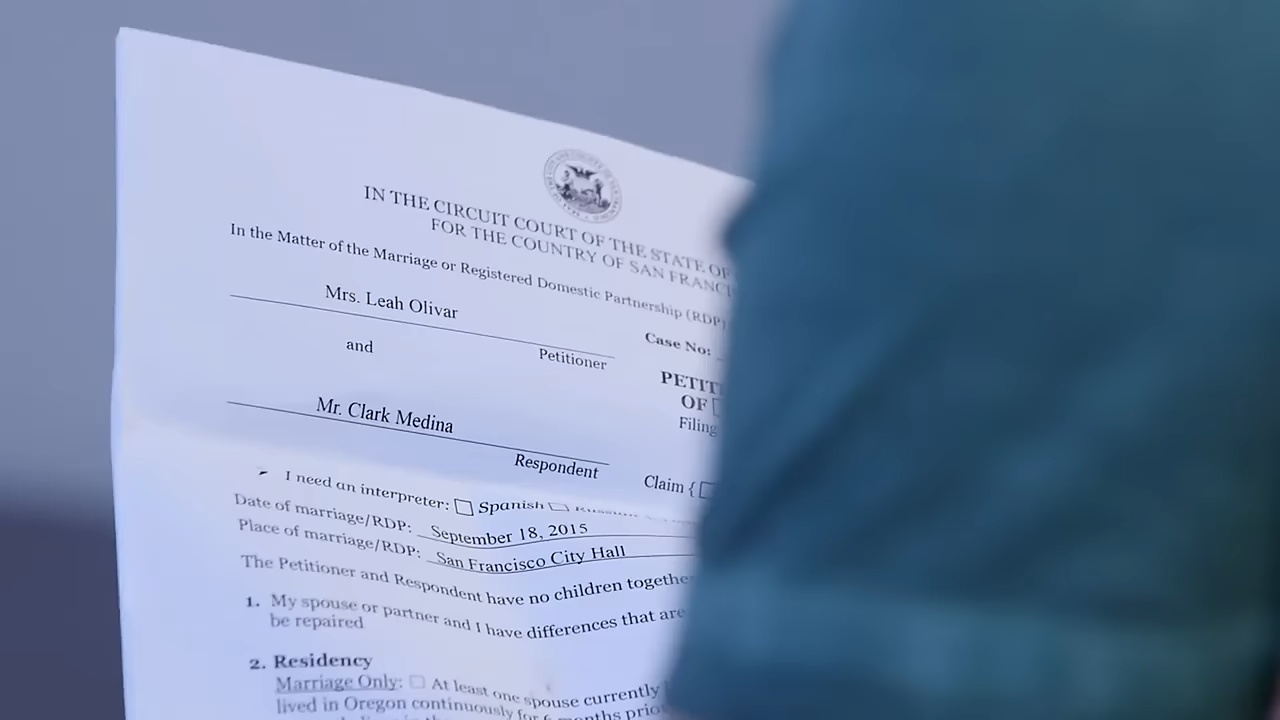 IN THE CIRCUIT COURT OF THE STATE OF
FOR THE COUNTRY OF SAN FRANCI
In the Matter of the Marriage or Registered Domestic Partnership (RDP)
Mrs. Leah Olivar
Case No:
and
Petitioner
PETIT
OF
Mr. Clark Medina
Filing
Respondent
Claim {
I need an interpreter: Spanish
Date of marriage/RDP: September 18, 2015
Place of marriage/RDP: San Francisco City Hall
The Petitioner and Respondent have no children togethe
1. My spouse or partner and I have differences that are
be repaired
2. Residency
Marriage Only: At least one spouse currently
lived in Oregon continuously for 6 months prio